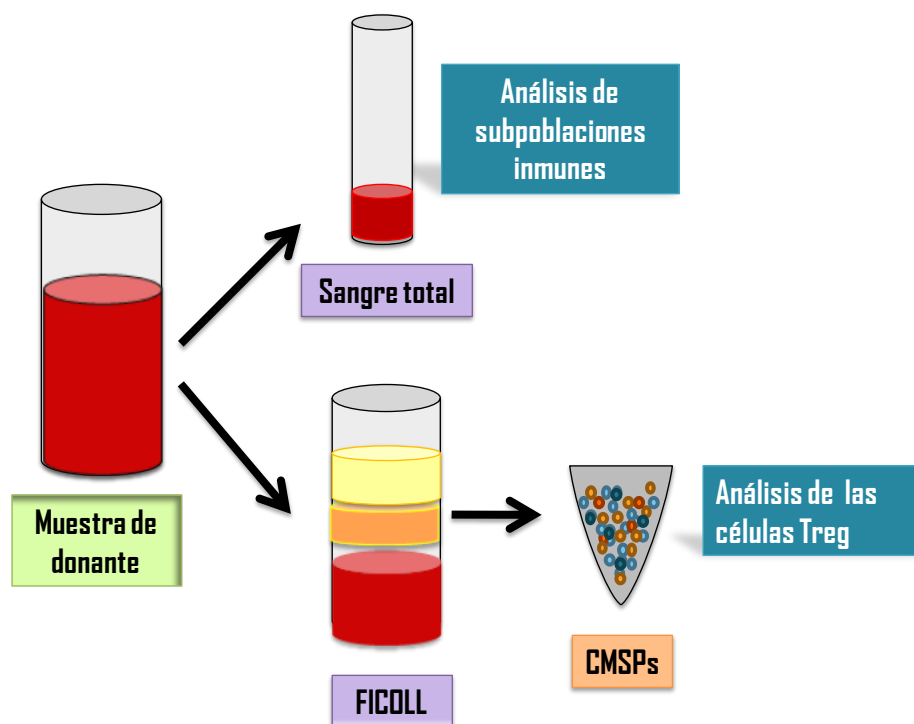 Análisis de
subpoblaciones
inmunes
Sangre total
Muestra de
donante
Análisis de las
células Treg
CMSPs
FICOLL